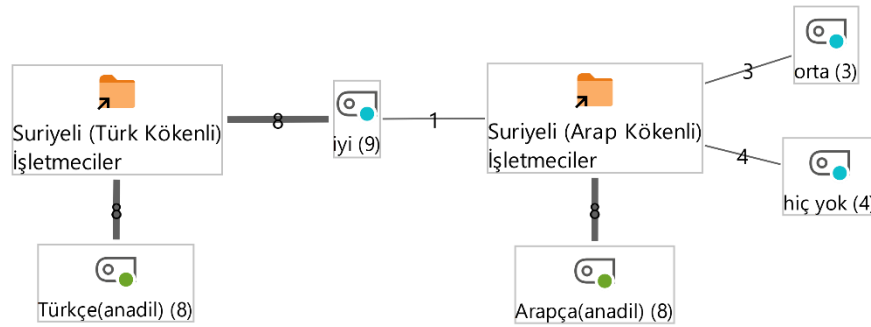 orta (3)
3
Suriyeli (Türk Kökenli)
İşletmeciler
8
iyi (9)
1
Suriyeli (Arap Kökenli)
İşletmeciler
4
hiç yok (4)
8
8
Türkçe(anadil) (8)
Arapça(anadil) (8)